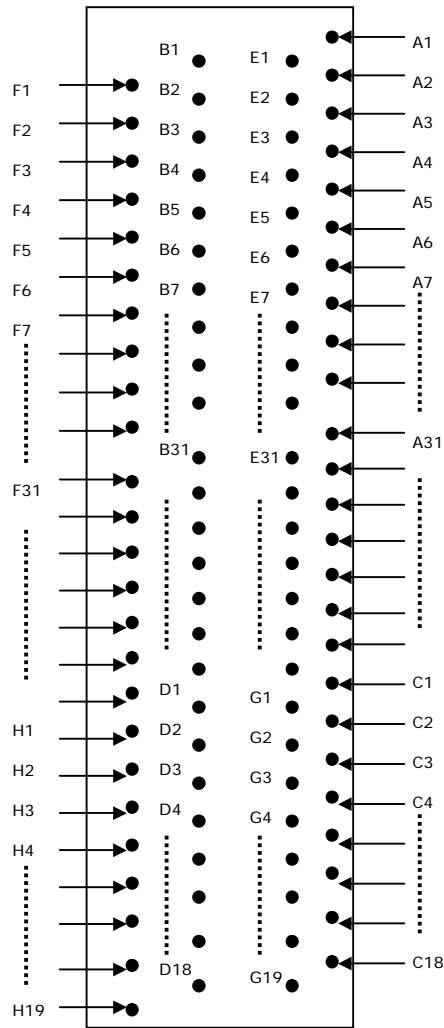 B1 E1 A1
F1 B2 E2 A2
F2 B3 E3 A3
F3 B4 E4 A4
F4 B5 E5 A5
F5 B6 E6 A6
F6 B7 E7 A7
F7
B31 E31 A31
F31
D1 G1 C1
H1 D2 G2 C2
H2 D3 G3 C3
H3 D4 G4 C4
H4
D18 G19 C18
H19